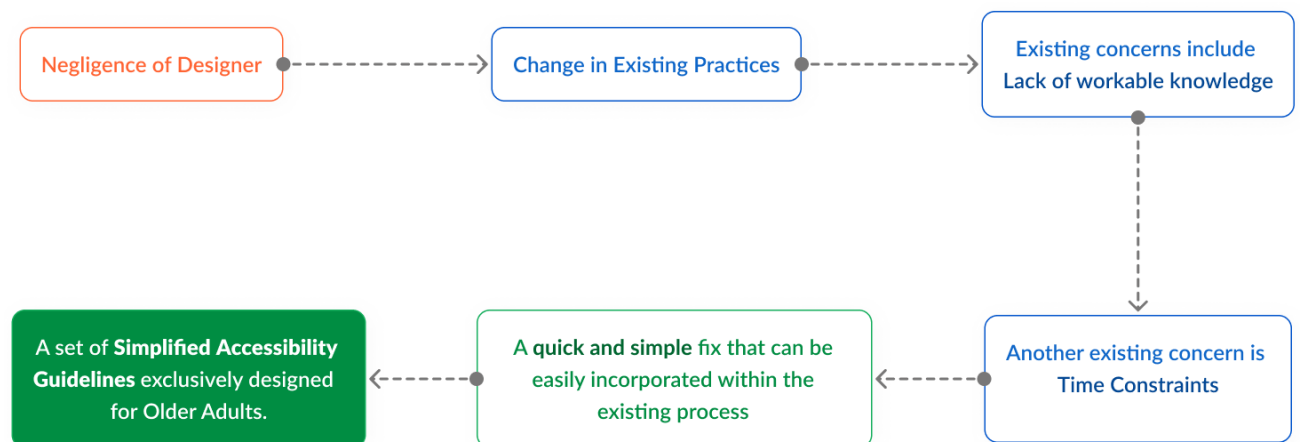 Negligence of Designer
Change in Existing Practices
Existing concerns include
Lack of workable knowledge
Another existing concern is
Time Constraints
A quick and simple fix that can be
easily incorporated within the
existing process
A set of Simplified Accessibility
Guidelines exclusively designed
for Older Adults.